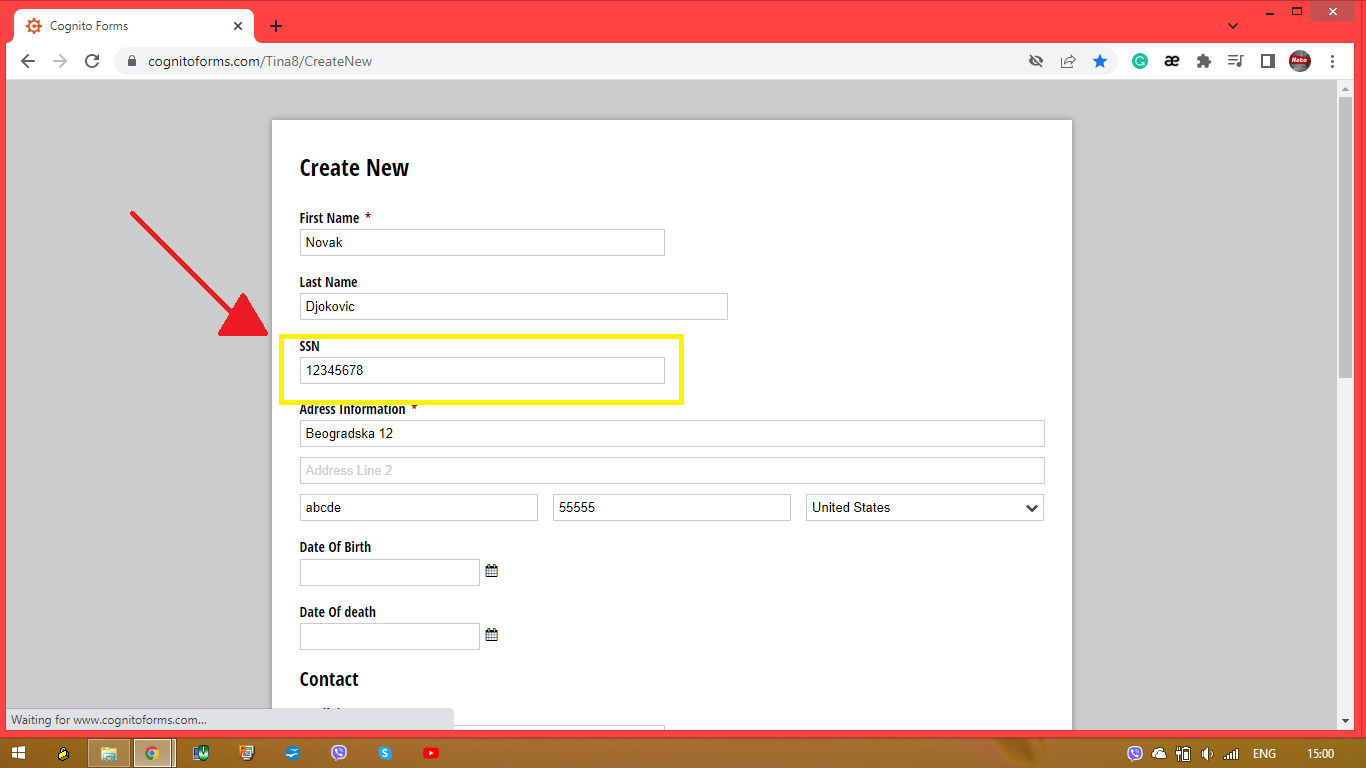 Cognito Forms
cognitoforms.com/Tina8/CreateNew
Create New
First Name *
Novak
Last Name
Djokovic
SSN
12345678
Adress Information *
Beogradska 12
Address Line 2
abcde 55555 United States
Date Of Birth
Date Of death
Contact
Waiting for www.cognitoforms.com...
ENG 15:00